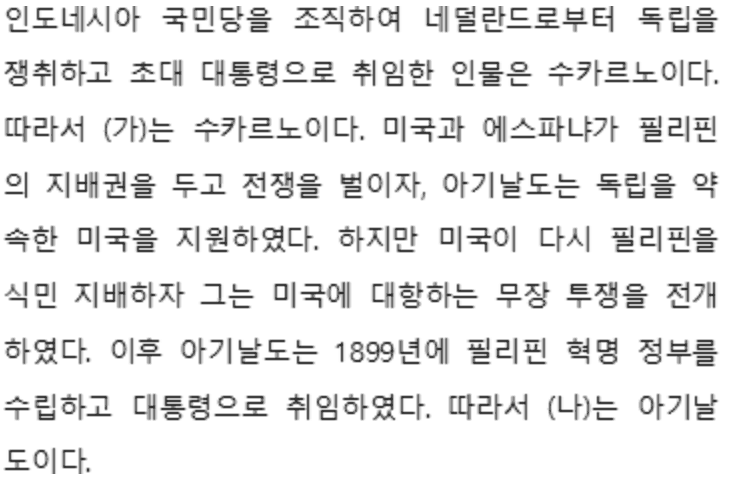 인도네시아 국민당을 조직하여 네덜란드로부터 독립을
쟁취하고 초대 대통령으로 취임한 인물은 수카르노이다.
따라서 (가)는 수카르노이다. 미국과 에스파냐가 필리핀
의 지배권을 두고 전쟁을 벌이자, 아기날도는 독립을 약
속한 미국을 지원하였다. 하지만 미국이 다시 필리핀을
식민 지배하자 그는 미국에 대항하는 무장 투쟁을 전개
하였다. 이후 아기날도는 1899년에 필리핀 혁명 정부를
수립하고 대통령으로 취임하였다. 따라서 (나)는 아기날
도이다.